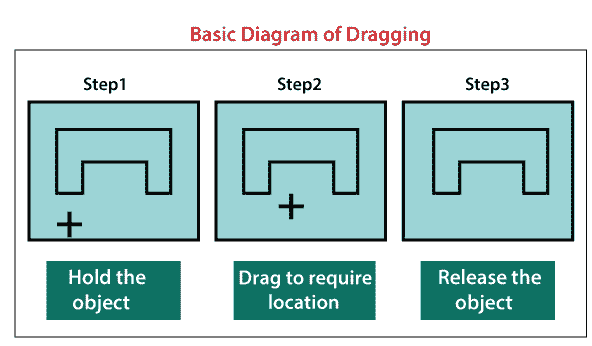 Basic Diagram of Dragging
Step1
Step2
Step3
Hold the
object
Drag to require
location
Release the
object